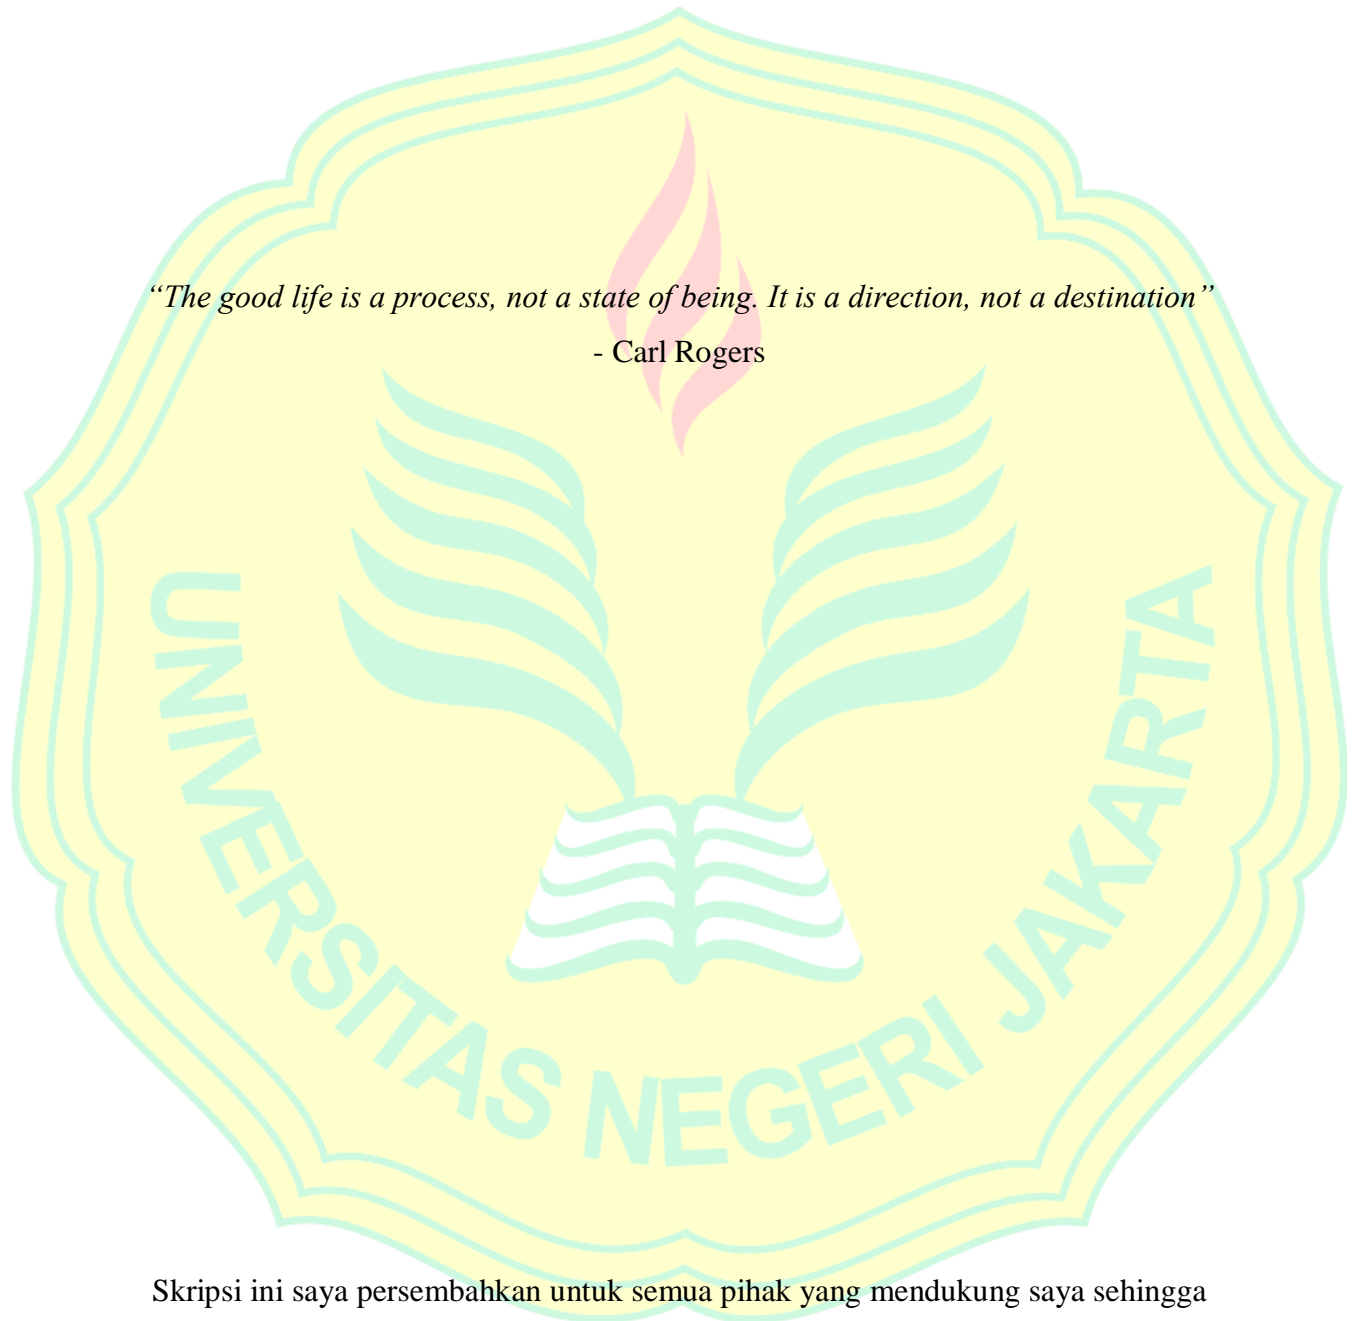 “The good life is a process, not a state of being. It is a direction, not a destination”
- Carl Rogers
UNIVERSITAS NEGERI JAKARTA
Skripsi ini saya persembahkan untuk semua pihak yang mendukung saya sehingga